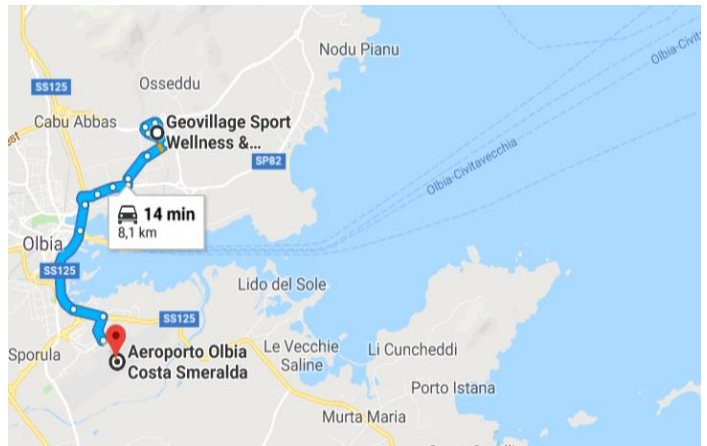 Nodu Pianu
Olbia-Civit
SS125
Osseddu
Cabu Abbas
Geovillage Sport
Wellness &...
est
SP82
Olbia-Civitavecchia
14 min
8,1 km
Olbia
SS125
Lido del Sole
SS125
Sporula
Aeroporto Olbia
Costa Smeralda
Le Vecchie
Saline
Li Cuncheddi
Porto Istana
Murta Maria